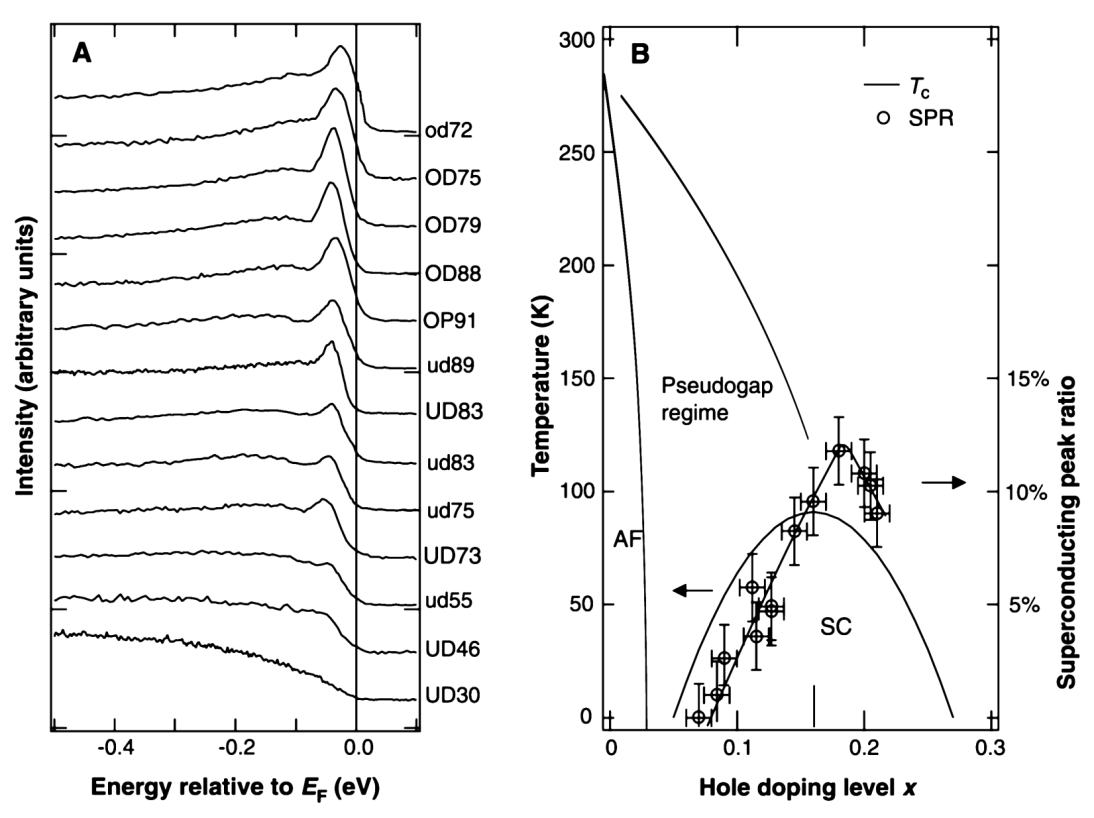 A
Intensity (arbitrary units)
od72
OD75
OD79
OD88
OP91
ud89
UD83
ud83
ud75
UD73
ud55
UD46
UD30
-0.4
-0.2
0.0
Energy relative to EF (eV)
B
Temperature (K)
300
250
200
150
100
50
0
Tc
SPR
Pseudogap
regime
AF
SC
15%
10%
5%
Superconducting peak ratio
0
0.1
0.2
0.3
Hole doping level x